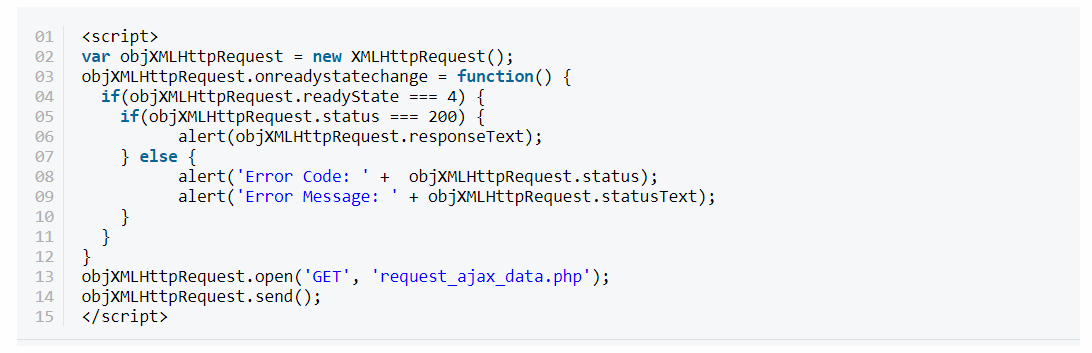 01 <script>
02 var objXMLHttpRequest = new XMLHttpRequest();
03 objXMLHttpRequest.onreadystatechange = function() {
04   if(objXMLHttpRequest.readyState === 4) {
05     if(objXMLHttpRequest.status === 200) {
06           alert(objXMLHttpRequest.responseText);
07     } else {
08           alert('Error Code: ' +  objXMLHttpRequest.status);
09           alert('Error Message: ' + objXMLHttpRequest.statusText);
10     }
11   }
12 }
13 objXMLHttpRequest.open('GET', 'request_ajax_data.php');
14 objXMLHttpRequest.send();
15 </script>